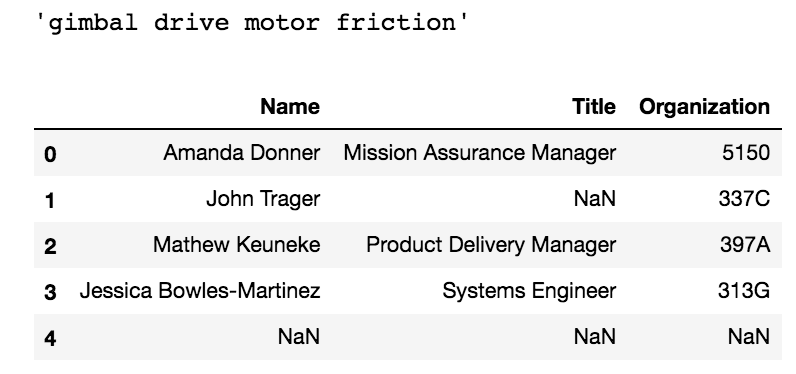 'gimbal drive motor friction'
Name Title Organization
0 Amanda Donner Mission Assurance Manager 5150
1 John Trager NaN 337C
2 Mathew Keuneke Product Delivery Manager 397A
3 Jessica Bowles-Martinez Systems Engineer 313G
4 NaN NaN NaN